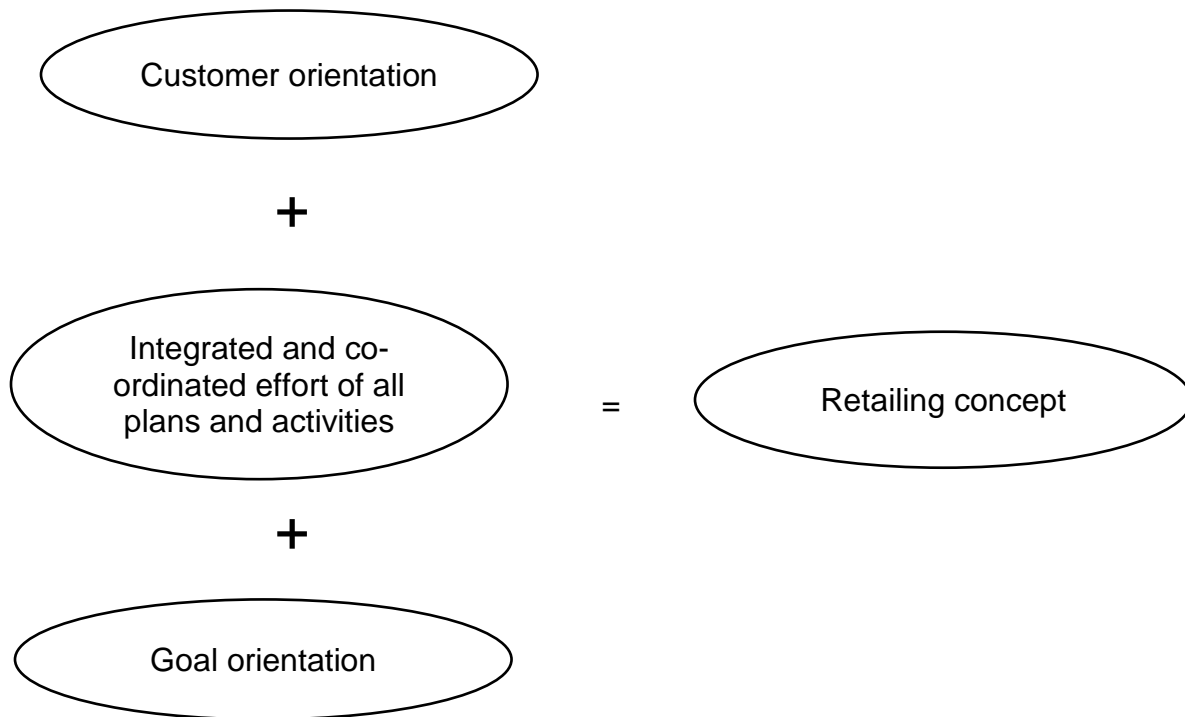 Customer orientation
+
Integrated and co-
ordinated effort of all
plans and activities
=
Retailing concept
+
Goal orientation